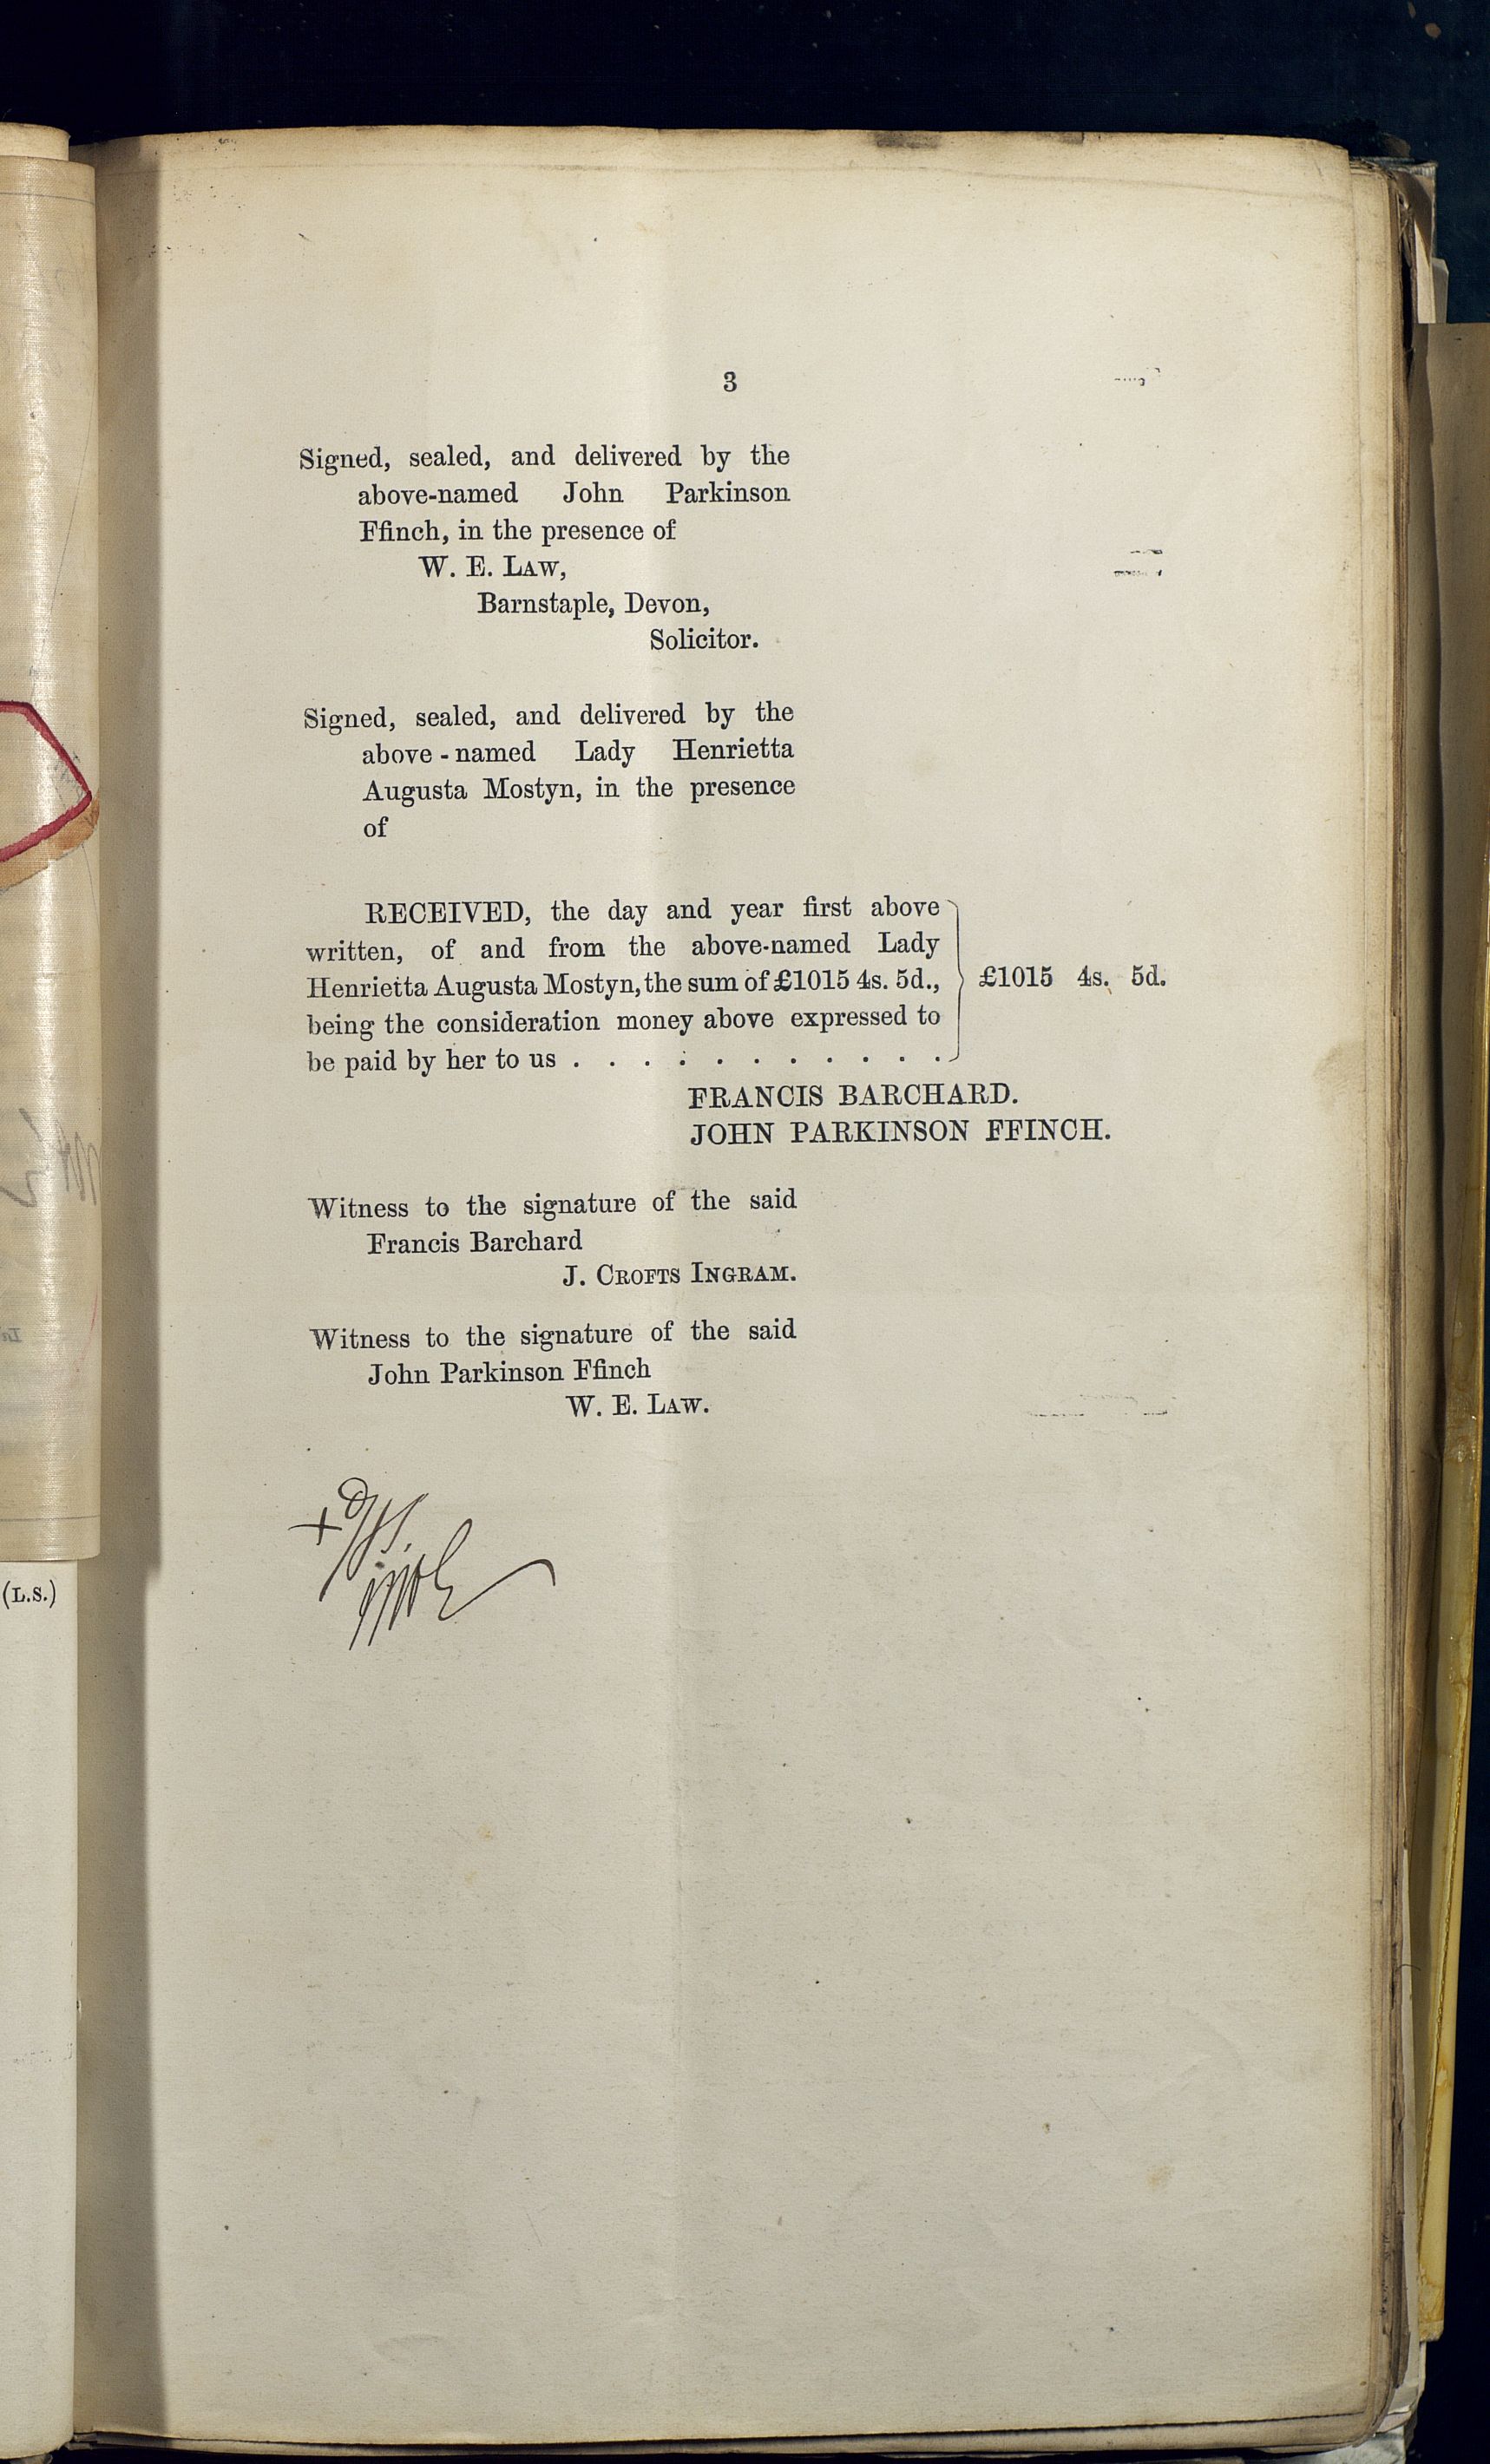 3
Signed, sealed, and delivered by the
above-named John Parkinson
Ffinch, in the presence of
W. E. LAW,
Barnstaple, Devon,
Solicitor.
Signed, sealed, and delivered by the
above-named Lady Henrietta
Augusta Mostyn, in the presence
of
RECEIVED, the day and year first above
written, of and from the above-named Lady
Henrietta Augusta Mostyn, the sum of £1015 4s. 5d.,
being the consideration money above expressed to
be paid by her to us . . . . . . . . . . .
£1015 4s. 5d.
FRANCIS BARCHARD.
JOHN PARKINSON FFINCH.
Witness to the signature of the said
Francis Barchard
J. CROFTS INGRAM.
Witness to the signature of the said
John Parkinson Ffinch
W. E. LAW.
(L.S.)